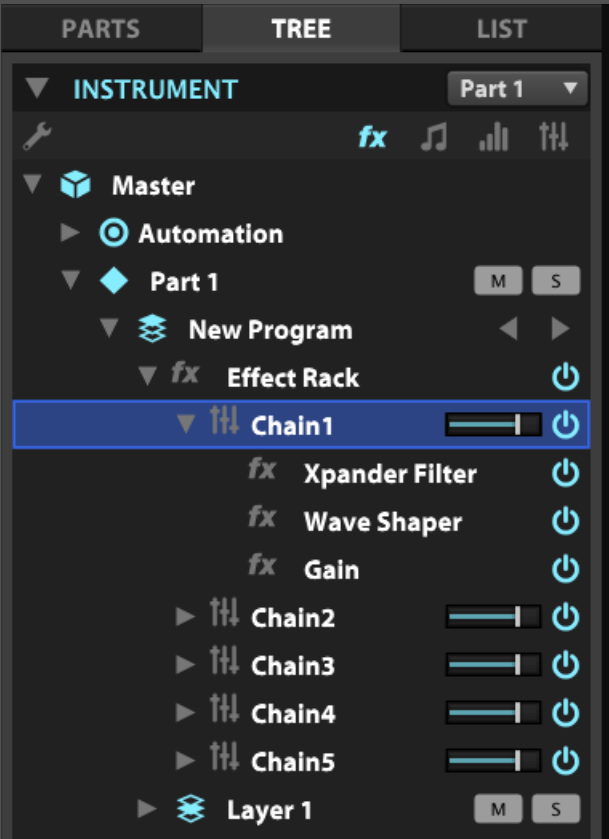 PARTS TREE LIST
INSTRUMENT Part 1
fx
Master
Automation
Part 1 M S
New Program
fx Effect Rack
Chain1
fx Xpander Filter
fx Wave Shaper
fx Gain
Chain2
Chain3
Chain4
Chain5
Layer 1 M S